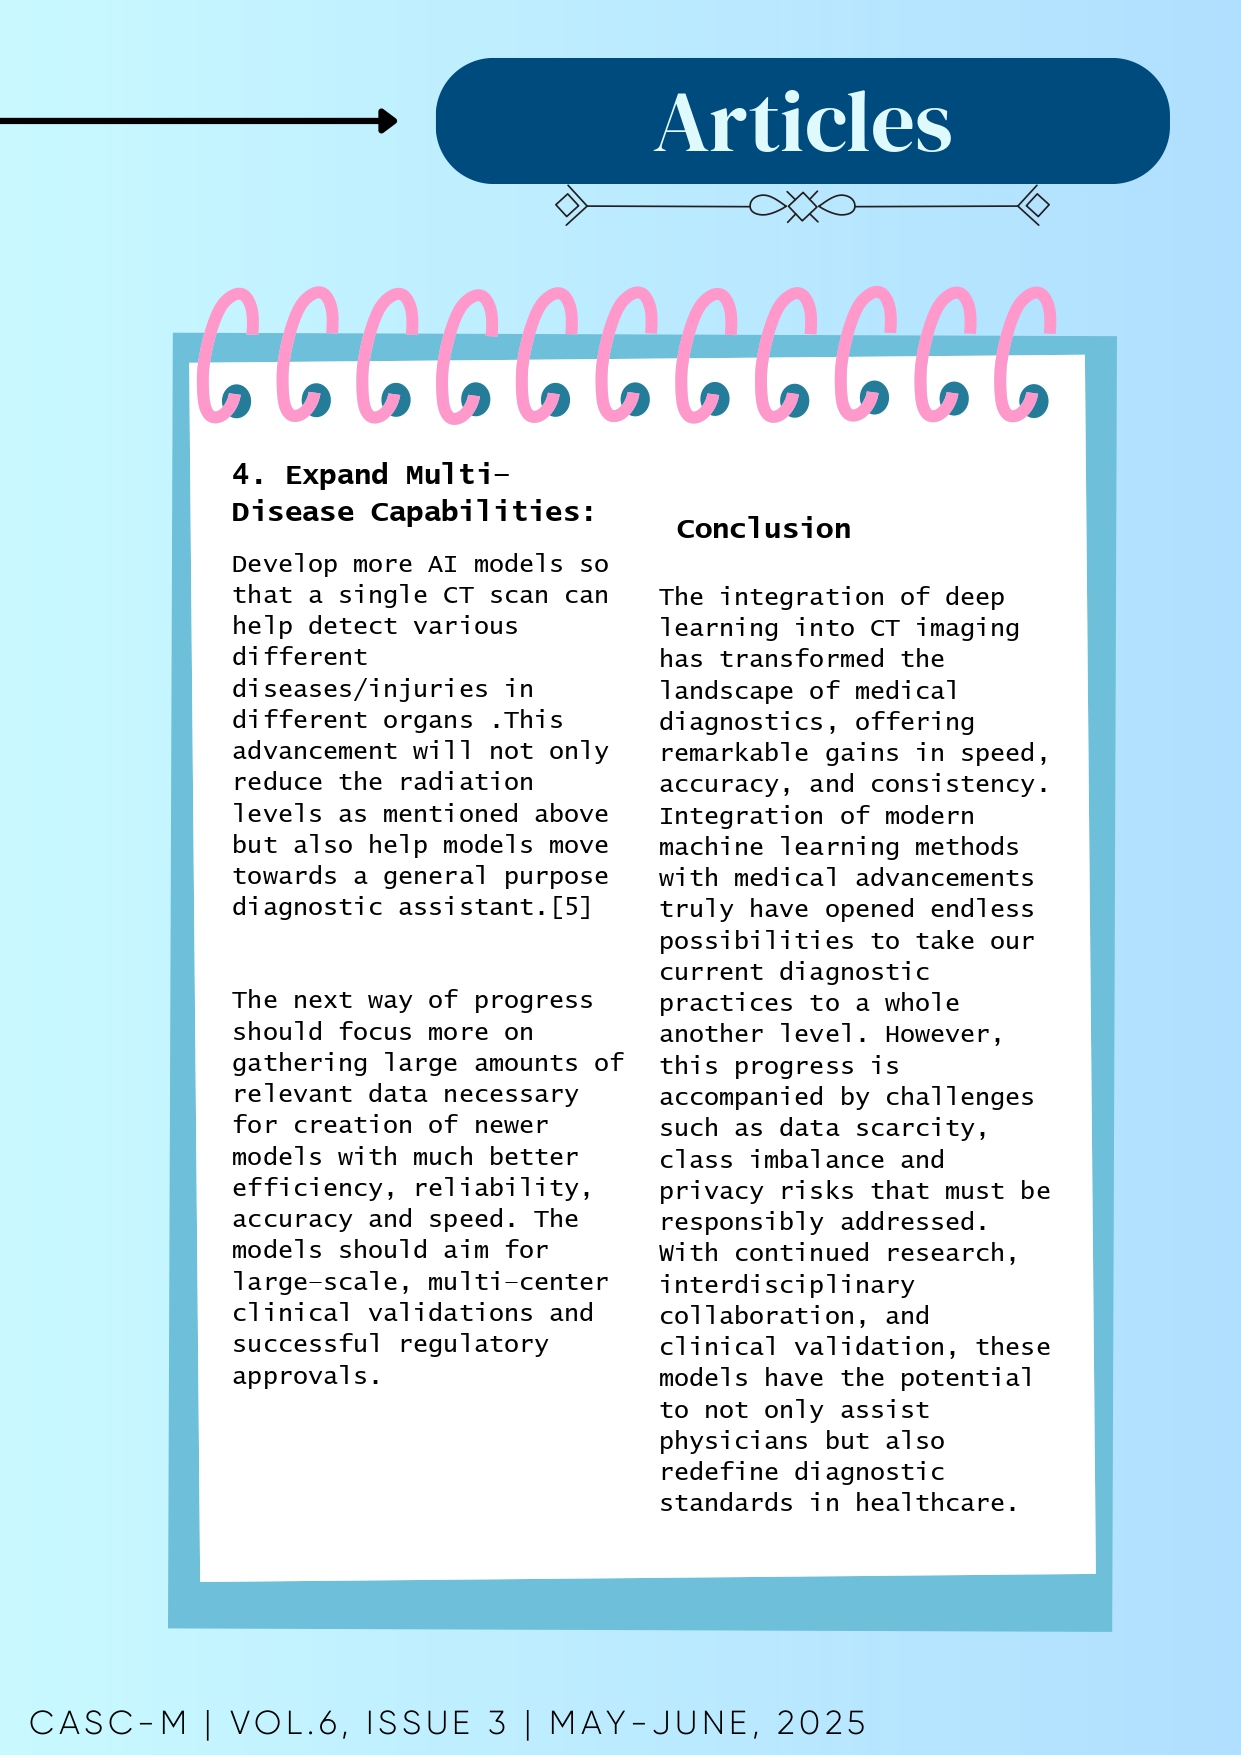 Articles
4. Expand Multi-
Disease Capabilities:
Develop more AI models so
that a single CT scan can
help detect various
different
diseases/injuries in
different organs .This
advancement will not only
reduce the radiation
levels as mentioned above
but also help models move
towards a general purpose
diagnostic assistant.[5]
The next way of progress
should focus more on
gathering large amounts of
relevant data necessary
for creation of newer
models with much better
efficiency, reliability,
accuracy and speed. The
models should aim for
large-scale, multi-center
clinical validations and
successful regulatory
approvals.
Conclusion
The integration of deep
learning into CT imaging
has transformed the
landscape of medical
diagnostics, offering
remarkable gains in speed,
accuracy, and consistency.
Integration of modern
machine learning methods
with medical advancements
truly have opened endless
possibilities to take our
current diagnostic
practices to a whole
another level. However,
this progress is
accompanied by challenges
such as data scarcity,
class imbalance and
privacy risks that must be
responsibly addressed.
With continued research,
interdisciplinary
collaboration, and
clinical validation, these
models have the potential
to not only assist
physicians but also
redefine diagnostic
standards in healthcare.
CASC-M | VOL.6, ISSUE 3 | MAY-JUNE, 2025